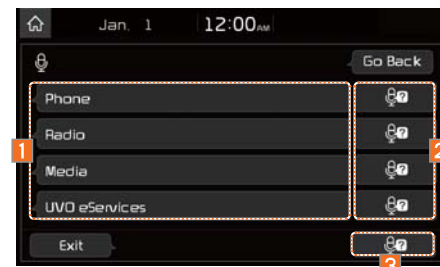 Jan. 1 12:00AM
Go Back
Phone ?
Radio ?
1 2
Media ?
UVO eServices ?
Exit ?
3